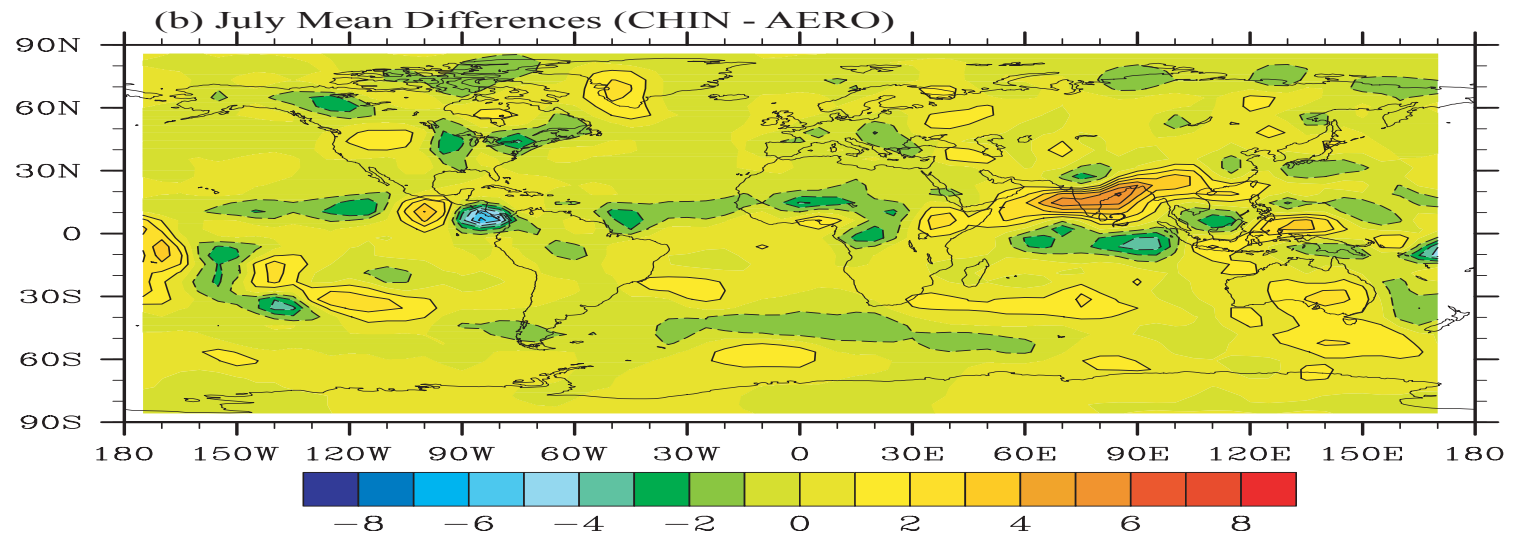 (b) July Mean Differences (CHIN - AERO)
90N
60N
30N
0
30S
60S
90S
180 150W 120W 90W 60W 30W 0 30E 60E 90E 120E 150E 180
−8 −6 −4 −2 0 2 4 6 8